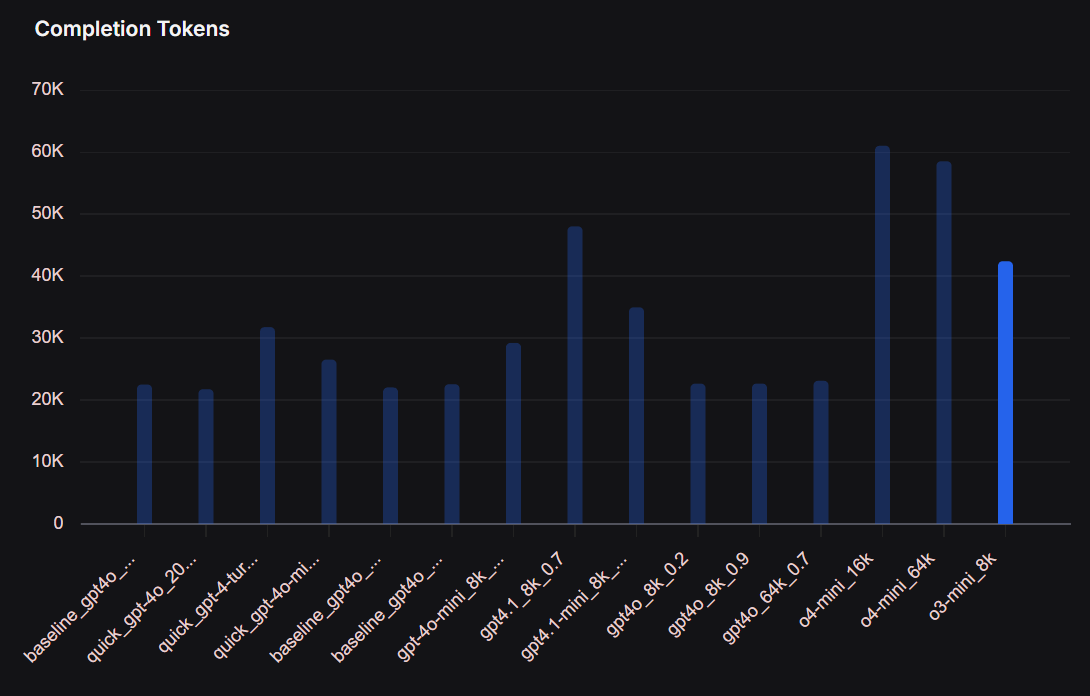 Completion Tokens
70K
60K
50K
40K
30K
20K
10K
0
baseline_gpt4o_…
quick_gpt-4o_20…
quick_gpt-4-tur…
quick_gpt-4o-mi…
baseline_gpt4o_…
baseline_gpt4o_…
gpt-4o-mini_8k_…
gpt4.1_8k_0.7
gpt4.1-mini_8k_…
gpt4o_8k_0.2
gpt4o_8k_0.9
gpt4o_64k_0.7
o4-mini_16k
o4-mini_64k
o3-mini_8k